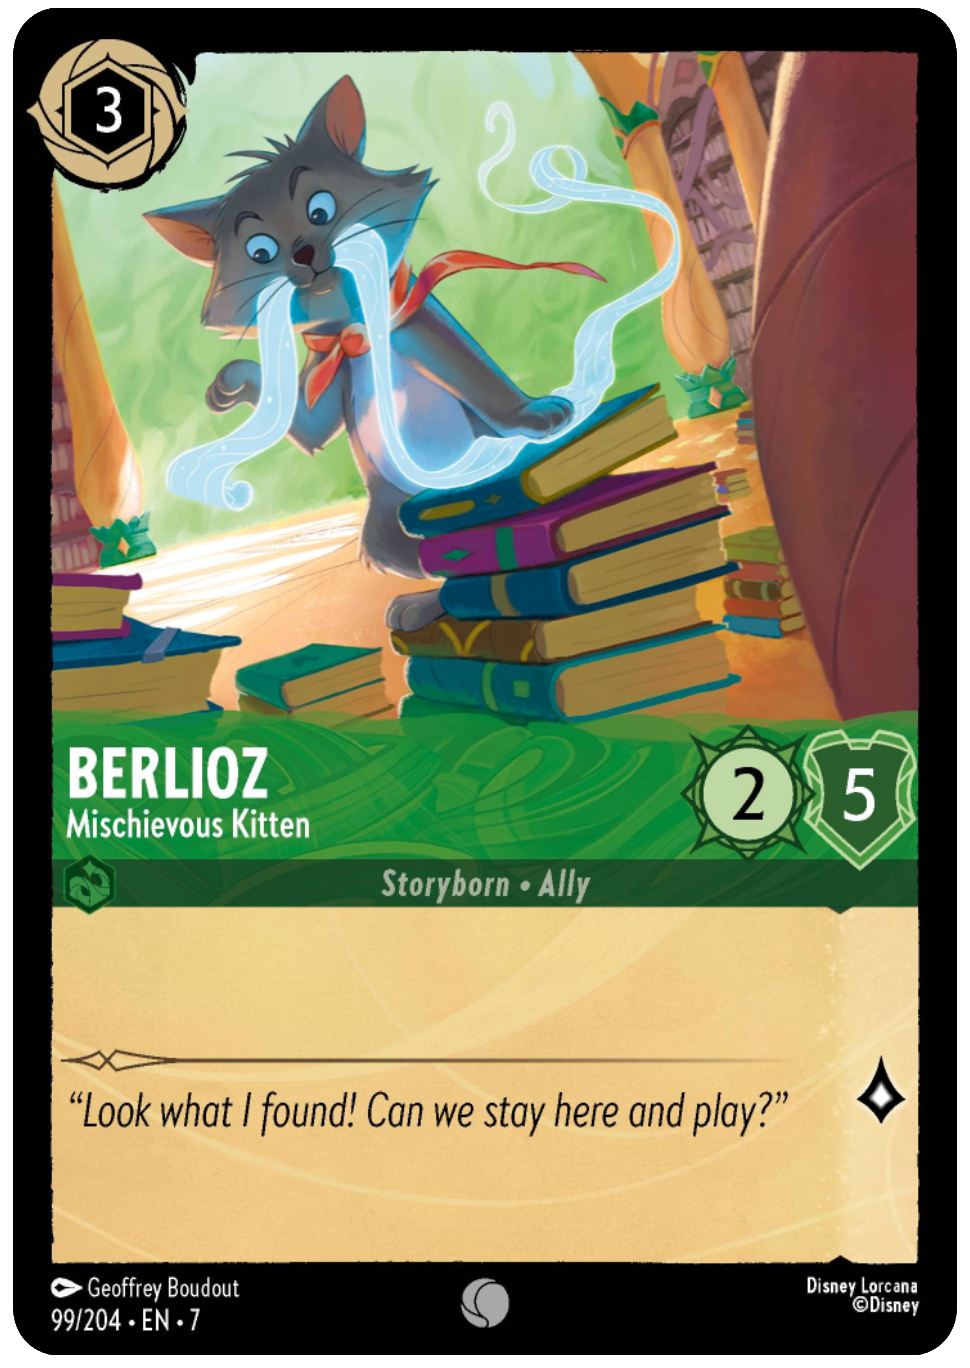 3
BERLIOZ
Mischievous Kitten
2
5
Storyborn • Ally
“Look what I found! Can we stay here and play?”
Geoffrey Boudout
99/204 • EN • 7
Disney Lorcana
©Disney